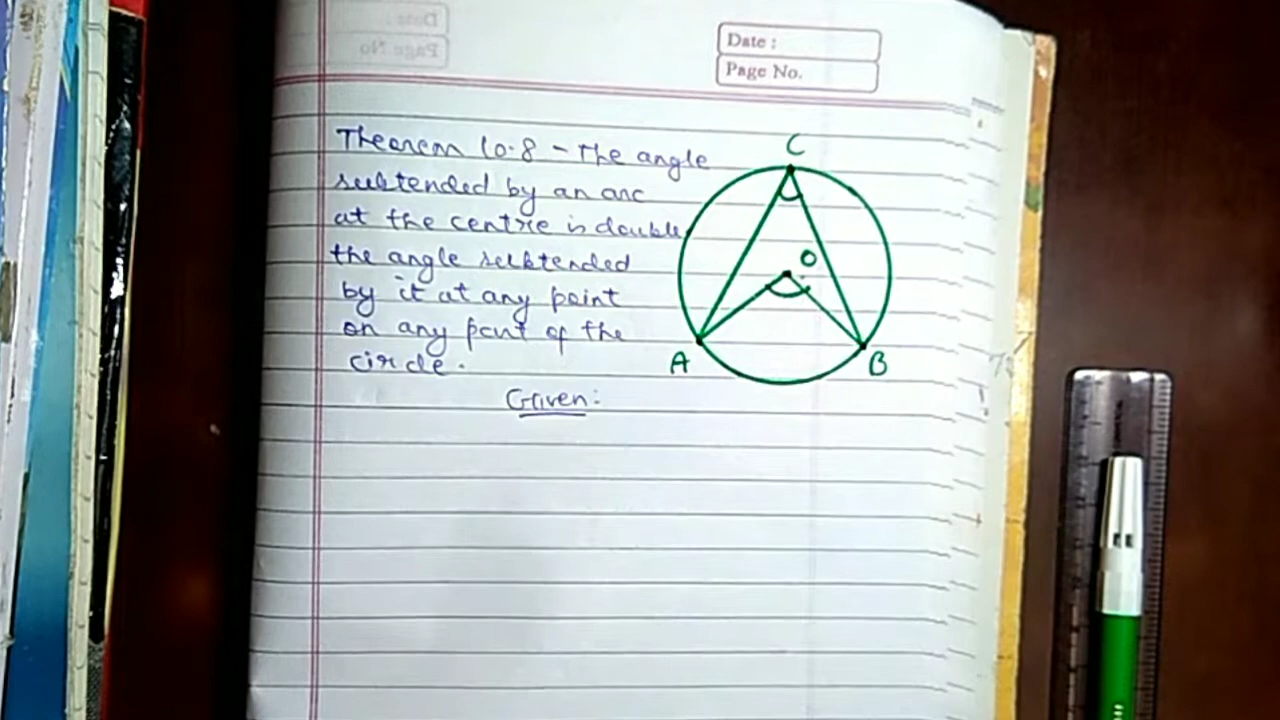 Date :
Page No.
Theorem 10.8 - The angle
subtended by an arc
at the centre is double
the angle subtended
by it at any point
on any part of the
circle.
Given:
C
O
A
B